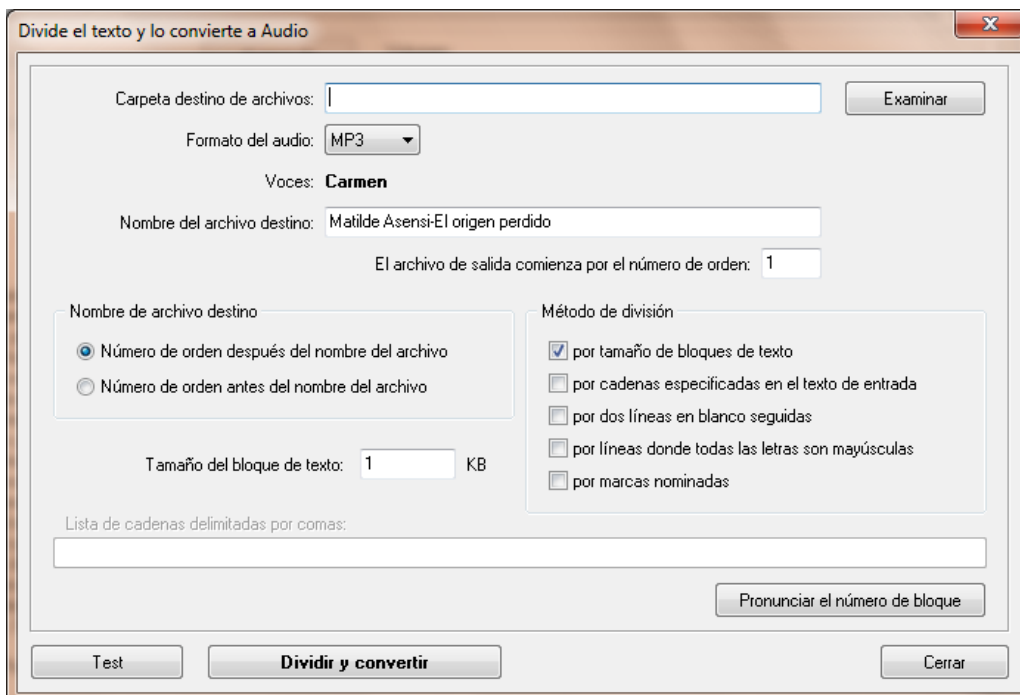 Divide el texto y lo convierte a Audio
Carpeta destino de archivos:
Examinar
Formato del audio: MP3
Voces: Carmen
Nombre del archivo destino: Matilde Asensi-El origen perdido
El archivo de salida comienza por el número de orden: 1
Nombre de archivo destino
Número de orden después del nombre del archivo
Número de orden antes del nombre del archivo
Método de división
por tamaño de bloques de texto
por cadenas especificadas en el texto de entrada
por dos líneas en blanco seguidas
por líneas donde todas las letras son mayúsculas
por marcas nominadas
Tamaño del bloque de texto: 1 KB
Lista de cadenas delimitadas por comas:
Pronunciar el número de bloque
Test
Dividir y convertir
Cerrar